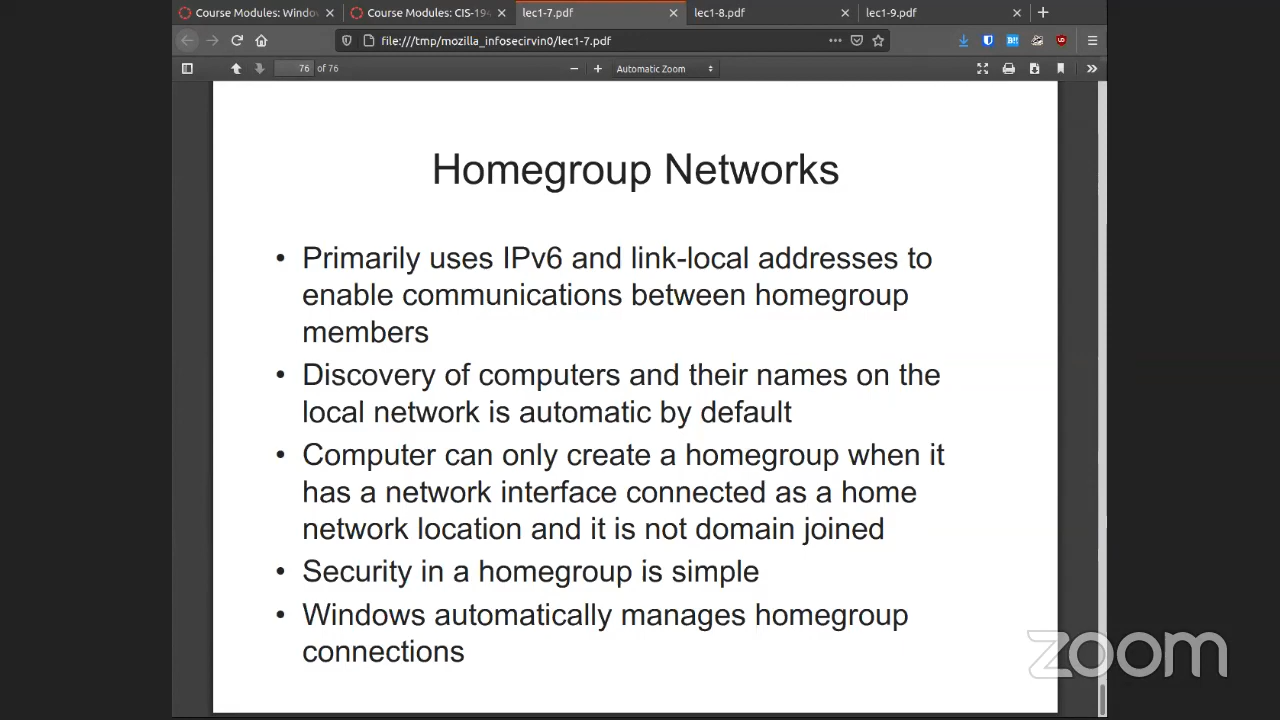 Course Modules: Windo
Course Modules: CIS-194
lec1-7.pdf
lec1-8.pdf
lec1-9.pdf
file:///tmp/mozilla_infosecirvin0/lec1-7.pdf
76 of 76
Automatic Zoom
Homegroup Networks
• Primarily uses IPv6 and link-local addresses to
enable communications between homegroup
members
• Discovery of computers and their names on the
local network is automatic by default
• Computer can only create a homegroup when it
has a network interface connected as a home
network location and it is not domain joined
• Security in a homegroup is simple
• Windows automatically manages homegroup
connections
zoom